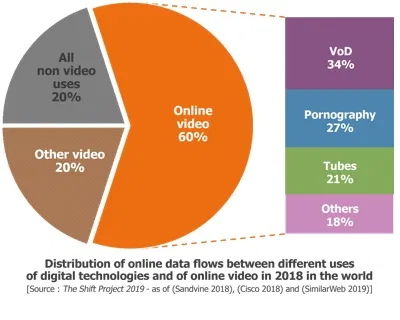 All
non video
uses
20%
Other video
20%
Online
video
60%
VoD
34%
Pornography
27%
Tubes
21%
Others
18%
Distribution of online data flows between different uses
of digital technologies and of online video in 2018 in the world
[Source : The Shift Project 2019 - as of (Sandvine 2018), (Cisco 2018) and (SimilarWeb 2019)]